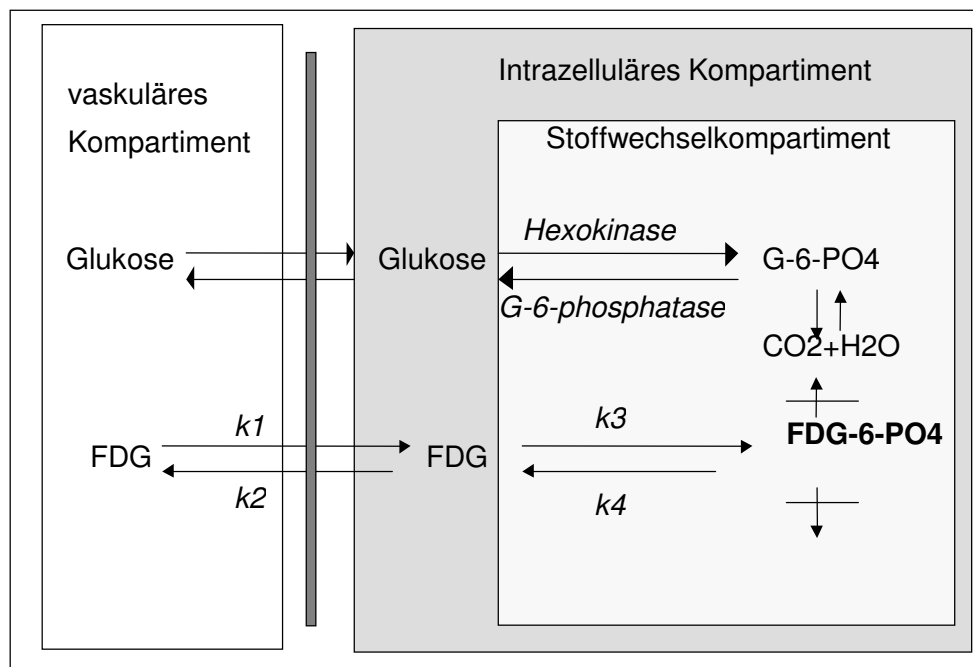 vaskuläres
Kompartiment
Intrazelluläres Kompartiment
Stoffwechselkompartiment
Glukose
Glukose
Hexokinase
G-6-phosphatase
G-6-PO4
CO2+H2O
FDG
k1
k2
FDG
k3
k4
FDG-6-PO4